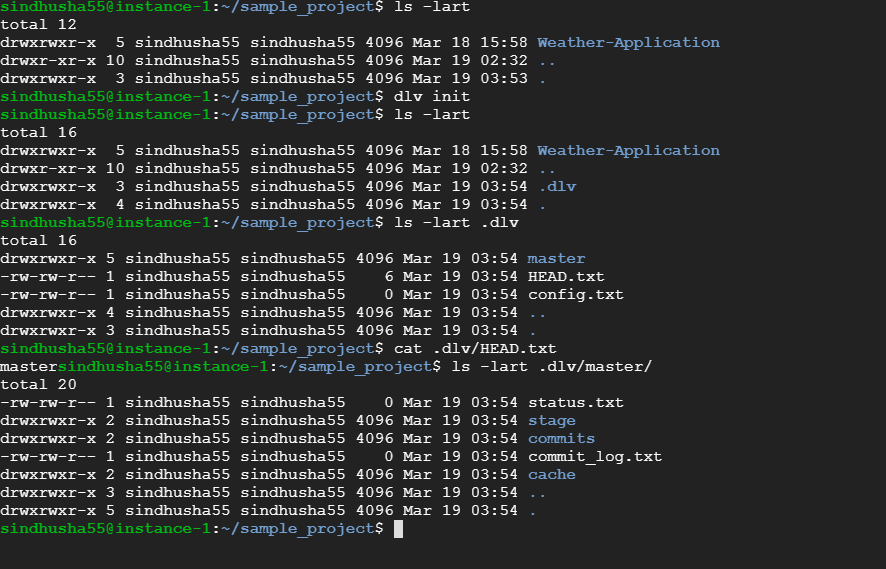 sindhusha55@instance-1:~/sample_project$ ls -lart
total 12
drwxrwxr-x  5 sindhusha55 sindhusha55 4096 Mar 18 15:58 Weather-Application
drwxr-xr-x 10 sindhusha55 sindhusha55 4096 Mar 19 02:32 ..
drwxrwxr-x  3 sindhusha55 sindhusha55 4096 Mar 19 03:53 .
sindhusha55@instance-1:~/sample_project$ dlv init
sindhusha55@instance-1:~/sample_project$ ls -lart
total 16
drwxrwxr-x  5 sindhusha55 sindhusha55 4096 Mar 18 15:58 Weather-Application
drwxr-xr-x 10 sindhusha55 sindhusha55 4096 Mar 19 02:32 ..
drwxrwxr-x  3 sindhusha55 sindhusha55 4096 Mar 19 03:54 .dlv
drwxrwxr-x  4 sindhusha55 sindhusha55 4096 Mar 19 03:54 .
sindhusha55@instance-1:~/sample_project$ ls -lart .dlv
total 16
drwxrwxr-x 5 sindhusha55 sindhusha55 4096 Mar 19 03:54 master
-rw-rw-r-- 1 sindhusha55 sindhusha55    6 Mar 19 03:54 HEAD.txt
-rw-rw-r-- 1 sindhusha55 sindhusha55    0 Mar 19 03:54 config.txt
drwxrwxr-x 4 sindhusha55 sindhusha55 4096 Mar 19 03:54 ..
drwxrwxr-x 3 sindhusha55 sindhusha55 4096 Mar 19 03:54 .
sindhusha55@instance-1:~/sample_project$ cat .dlv/HEAD.txt
mastersindhusha55@instance-1:~/sample_project$ ls -lart .dlv/master/
total 20
-rw-rw-r-- 1 sindhusha55 sindhusha55    0 Mar 19 03:54 status.txt
drwxrwxr-x 2 sindhusha55 sindhusha55 4096 Mar 19 03:54 stage
drwxrwxr-x 2 sindhusha55 sindhusha55 4096 Mar 19 03:54 commits
-rw-rw-r-- 1 sindhusha55 sindhusha55    0 Mar 19 03:54 commit_log.txt
drwxrwxr-x 2 sindhusha55 sindhusha55 4096 Mar 19 03:54 cache
drwxrwxr-x 3 sindhusha55 sindhusha55 4096 Mar 19 03:54 ..
drwxrwxr-x 5 sindhusha55 sindhusha55 4096 Mar 19 03:54 .
sindhusha55@instance-1:~/sample_project$